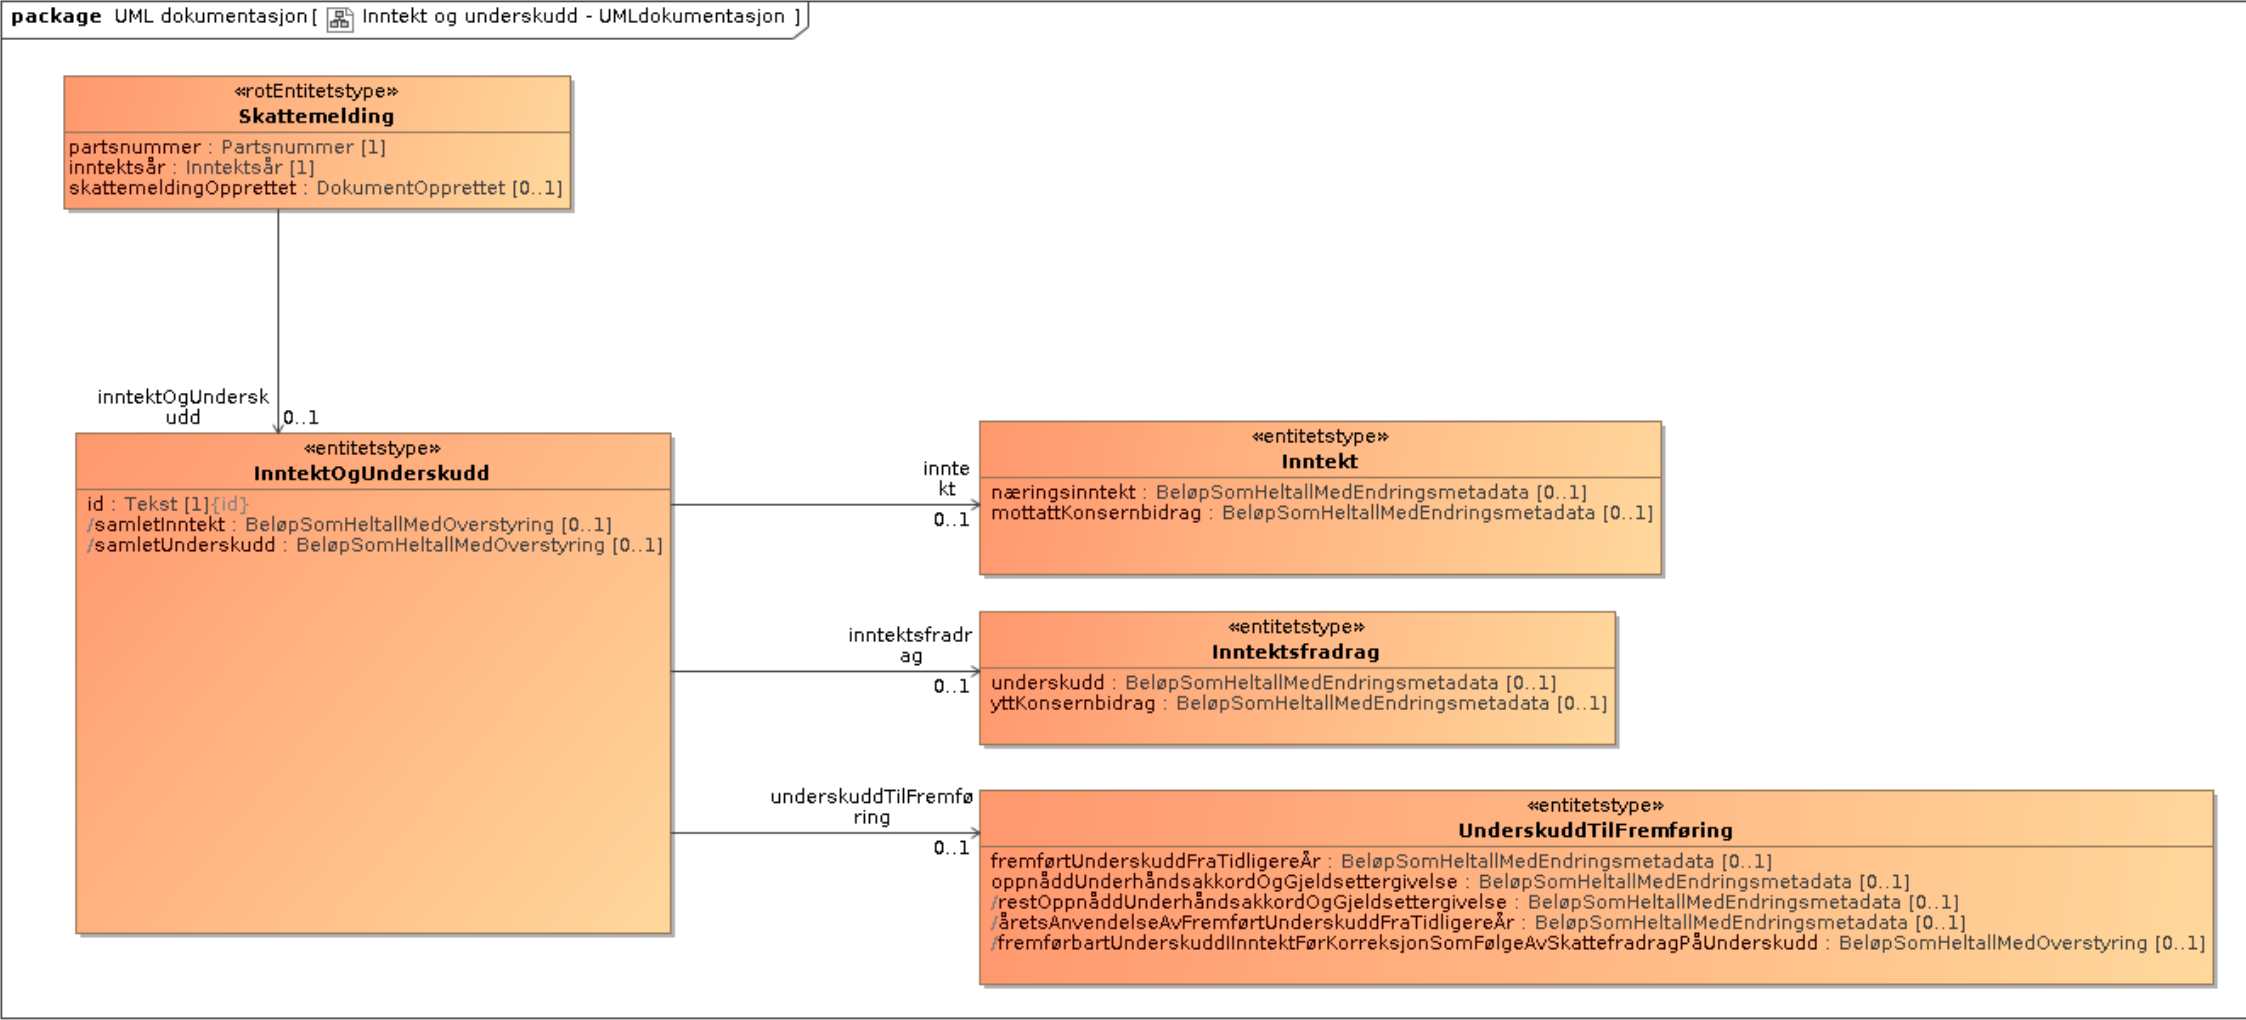 package UML dokumentasjon[ Inntekt og underskudd - UMLdokumentasjon ]
«rotEntitetstype»
Skattemelding
partsnummer : Partsnummer [1]
inntektsår : Inntektsår [1]
skattemeldingOpprettet : DokumentOpprettet [0..1]
inntektOgUndersk
udd
0..1
«entitetstype»
InntektOgUnderskudd
id : Tekst [1]{id}
/samletInntekt : BeløpSomHeltallMedOverstyring [0..1]
/samletUnderskudd : BeløpSomHeltallMedOverstyring [0..1]
innte
kt
0..1
«entitetstype»
Inntekt
næringsinntekt : BeløpSomHeltallMedEndringsmetadata [0..1]
mottattKonsernbidrag : BeløpSomHeltallMedEndringsmetadata [0..1]
inntektsfradr
ag
0..1
«entitetstype»
Inntektsfradrag
underskudd : BeløpSomHeltallMedEndringsmetadata [0..1]
yttKonsernbidrag : BeløpSomHeltallMedEndringsmetadata [0..1]
underskuddTilFremfø
ring
0..1
«entitetstype»
UnderskuddTilFremføring
fremførtUnderskuddFraTidligereÅr : BeløpSomHeltallMedEndringsmetadata [0..1]
oppnåddUnderhåndsakkordOgGjeldsettergivelse : BeløpSomHeltallMedEndringsmetadata [0..1]
/restOppnåddUnderhåndsakkordOgGjeldsettergivelse : BeløpSomHeltallMedEndringsmetadata [0..1]
/åretsAnvendelseAvFremførtUnderskuddFraTidligereÅr : BeløpSomHeltallMedEndringsmetadata [0..1]
/fremførbartUnderskuddIInntektFørKorreksjonSomFølgeAvSkattefradragPåUnderskudd : BeløpSomHeltallMedOverstyring [0..1]